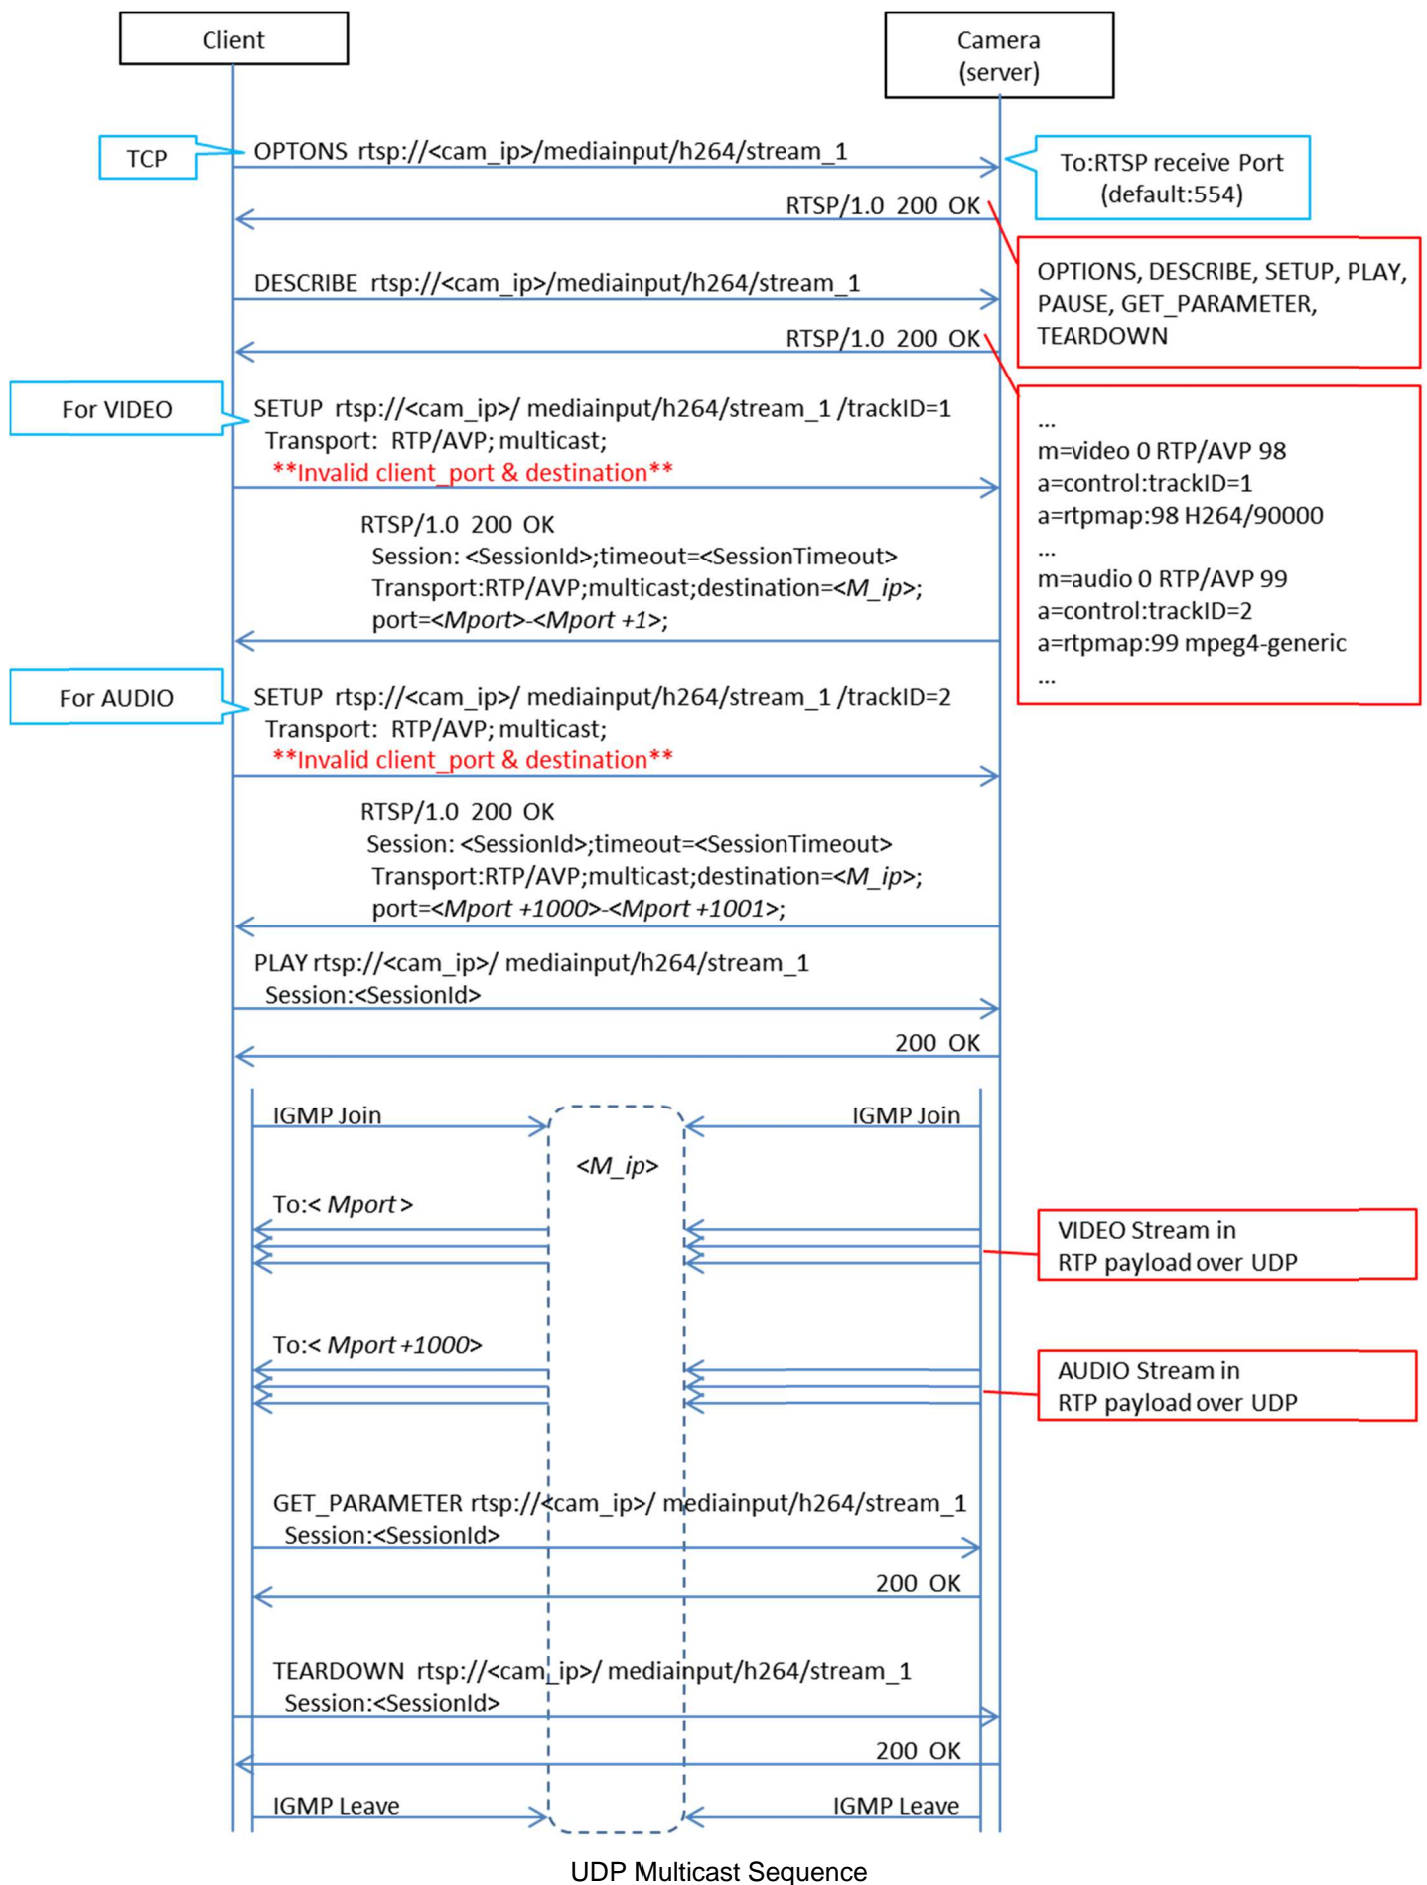 Client
Camera
(server)
TCP
OPTONS rtsp://<cam_ip>/mediainput/h264/stream_1
To:RTSP receive Port
(default:554)
RTSP/1.0 200 OK
OPTIONS, DESCRIBE, SETUP, PLAY,
PAUSE, GET_PARAMETER,
TEARDOWN
DESCRIBE rtsp://<cam_ip>/mediainput/h264/stream_1
RTSP/1.0 200 OK
...
m=video 0 RTP/AVP 98
a=control:trackID=1
a=rtpmap:98 H264/90000
...
m=audio 0 RTP/AVP 99
a=control:trackID=2
a=rtpmap:99 mpeg4-generic
...
For VIDEO
SETUP rtsp://<cam_ip>/ mediainput/h264/stream_1 /trackID=1
Transport: RTP/AVP; multicast;
**Invalid client_port & destination**
RTSP/1.0 200 OK
Session: <SessionId>;timeout=<SessionTimeout>
Transport:RTP/AVP;multicast;destination=<M_ip>;
port=<Mport>-<Mport +1>;
For AUDIO
SETUP rtsp://<cam_ip>/ mediainput/h264/stream_1 /trackID=2
Transport: RTP/AVP; multicast;
**Invalid client_port & destination**
RTSP/1.0 200 OK
Session: <SessionId>;timeout=<SessionTimeout>
Transport:RTP/AVP;multicast;destination=<M_ip>;
port=<Mport +1000>-<Mport +1001>;
PLAY rtsp://<cam_ip>/ mediainput/h264/stream_1
Session:<SessionId>
200 OK
IGMP Join
IGMP Join
<M_ip>
To:< Mport >
VIDEO Stream in
RTP payload over UDP
To:< Mport +1000>
AUDIO Stream in
RTP payload over UDP
GET_PARAMETER rtsp://<cam_ip>/ mediainput/h264/stream_1
Session:<SessionId>
200 OK
TEARDOWN rtsp://<cam_ip>/ mediainput/h264/stream_1
Session:<SessionId>
200 OK
IGMP Leave
IGMP Leave
UDP Multicast Sequence